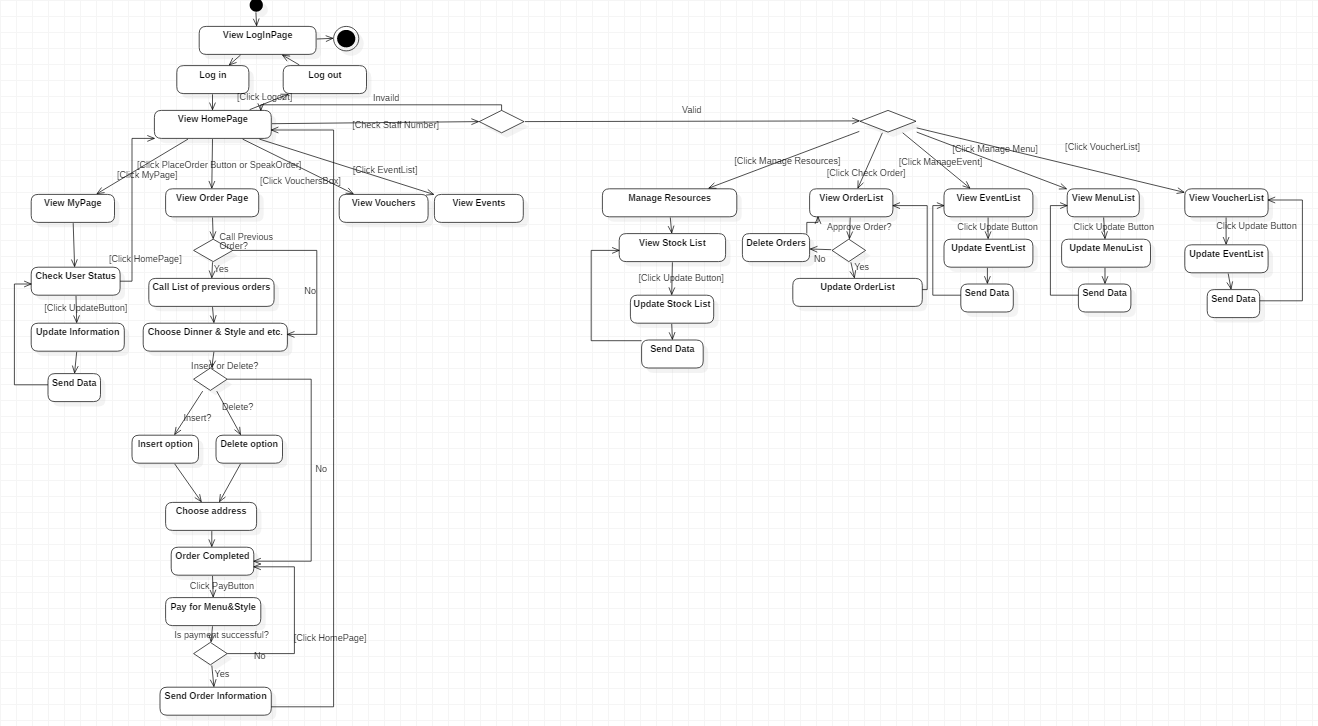 View LogInPage
Log in
Log out
[Click Logout]
Invaild
Valid
View HomePage
[Check Staff Number]
[Click PlaceOrder Button or SpeakOrder]
[Click MyPage]
[Click VouchersBox]
[Click EventList]
[Click Manage Resources]
[Click Check Order]
[Click ManageEvent]
[Click Manage Menu]
[Click VoucherList]
View MyPage
View Order Page
View Vouchers
View Events
Manage Resources
View OrderList
View EventList
View MenuList
View VoucherList
Call Previous
Order?
Approve Order?
Click Update Button
Click Update Button
Click Update Button
View Stock List
Delete Orders
Update EventList
Update MenuList
Update EventList
[Click HomePage]
Yes
No
Yes
Check User Status
[Click Update Button]
Call List of previous orders
No
Update OrderList
Send Data
Send Data
Send Data
[Click UpdateButton]
Update Stock List
Update Information
Choose Dinner & Style and etc.
Send Data
Insert or Delete?
Send Data
Insert?
Delete?
Insert option
Delete option
No
Choose address
Order Completed
Click PayButton
Pay for Menu&Style
Is payment successful?
[Click HomePage]
No
Yes
Send Order Information